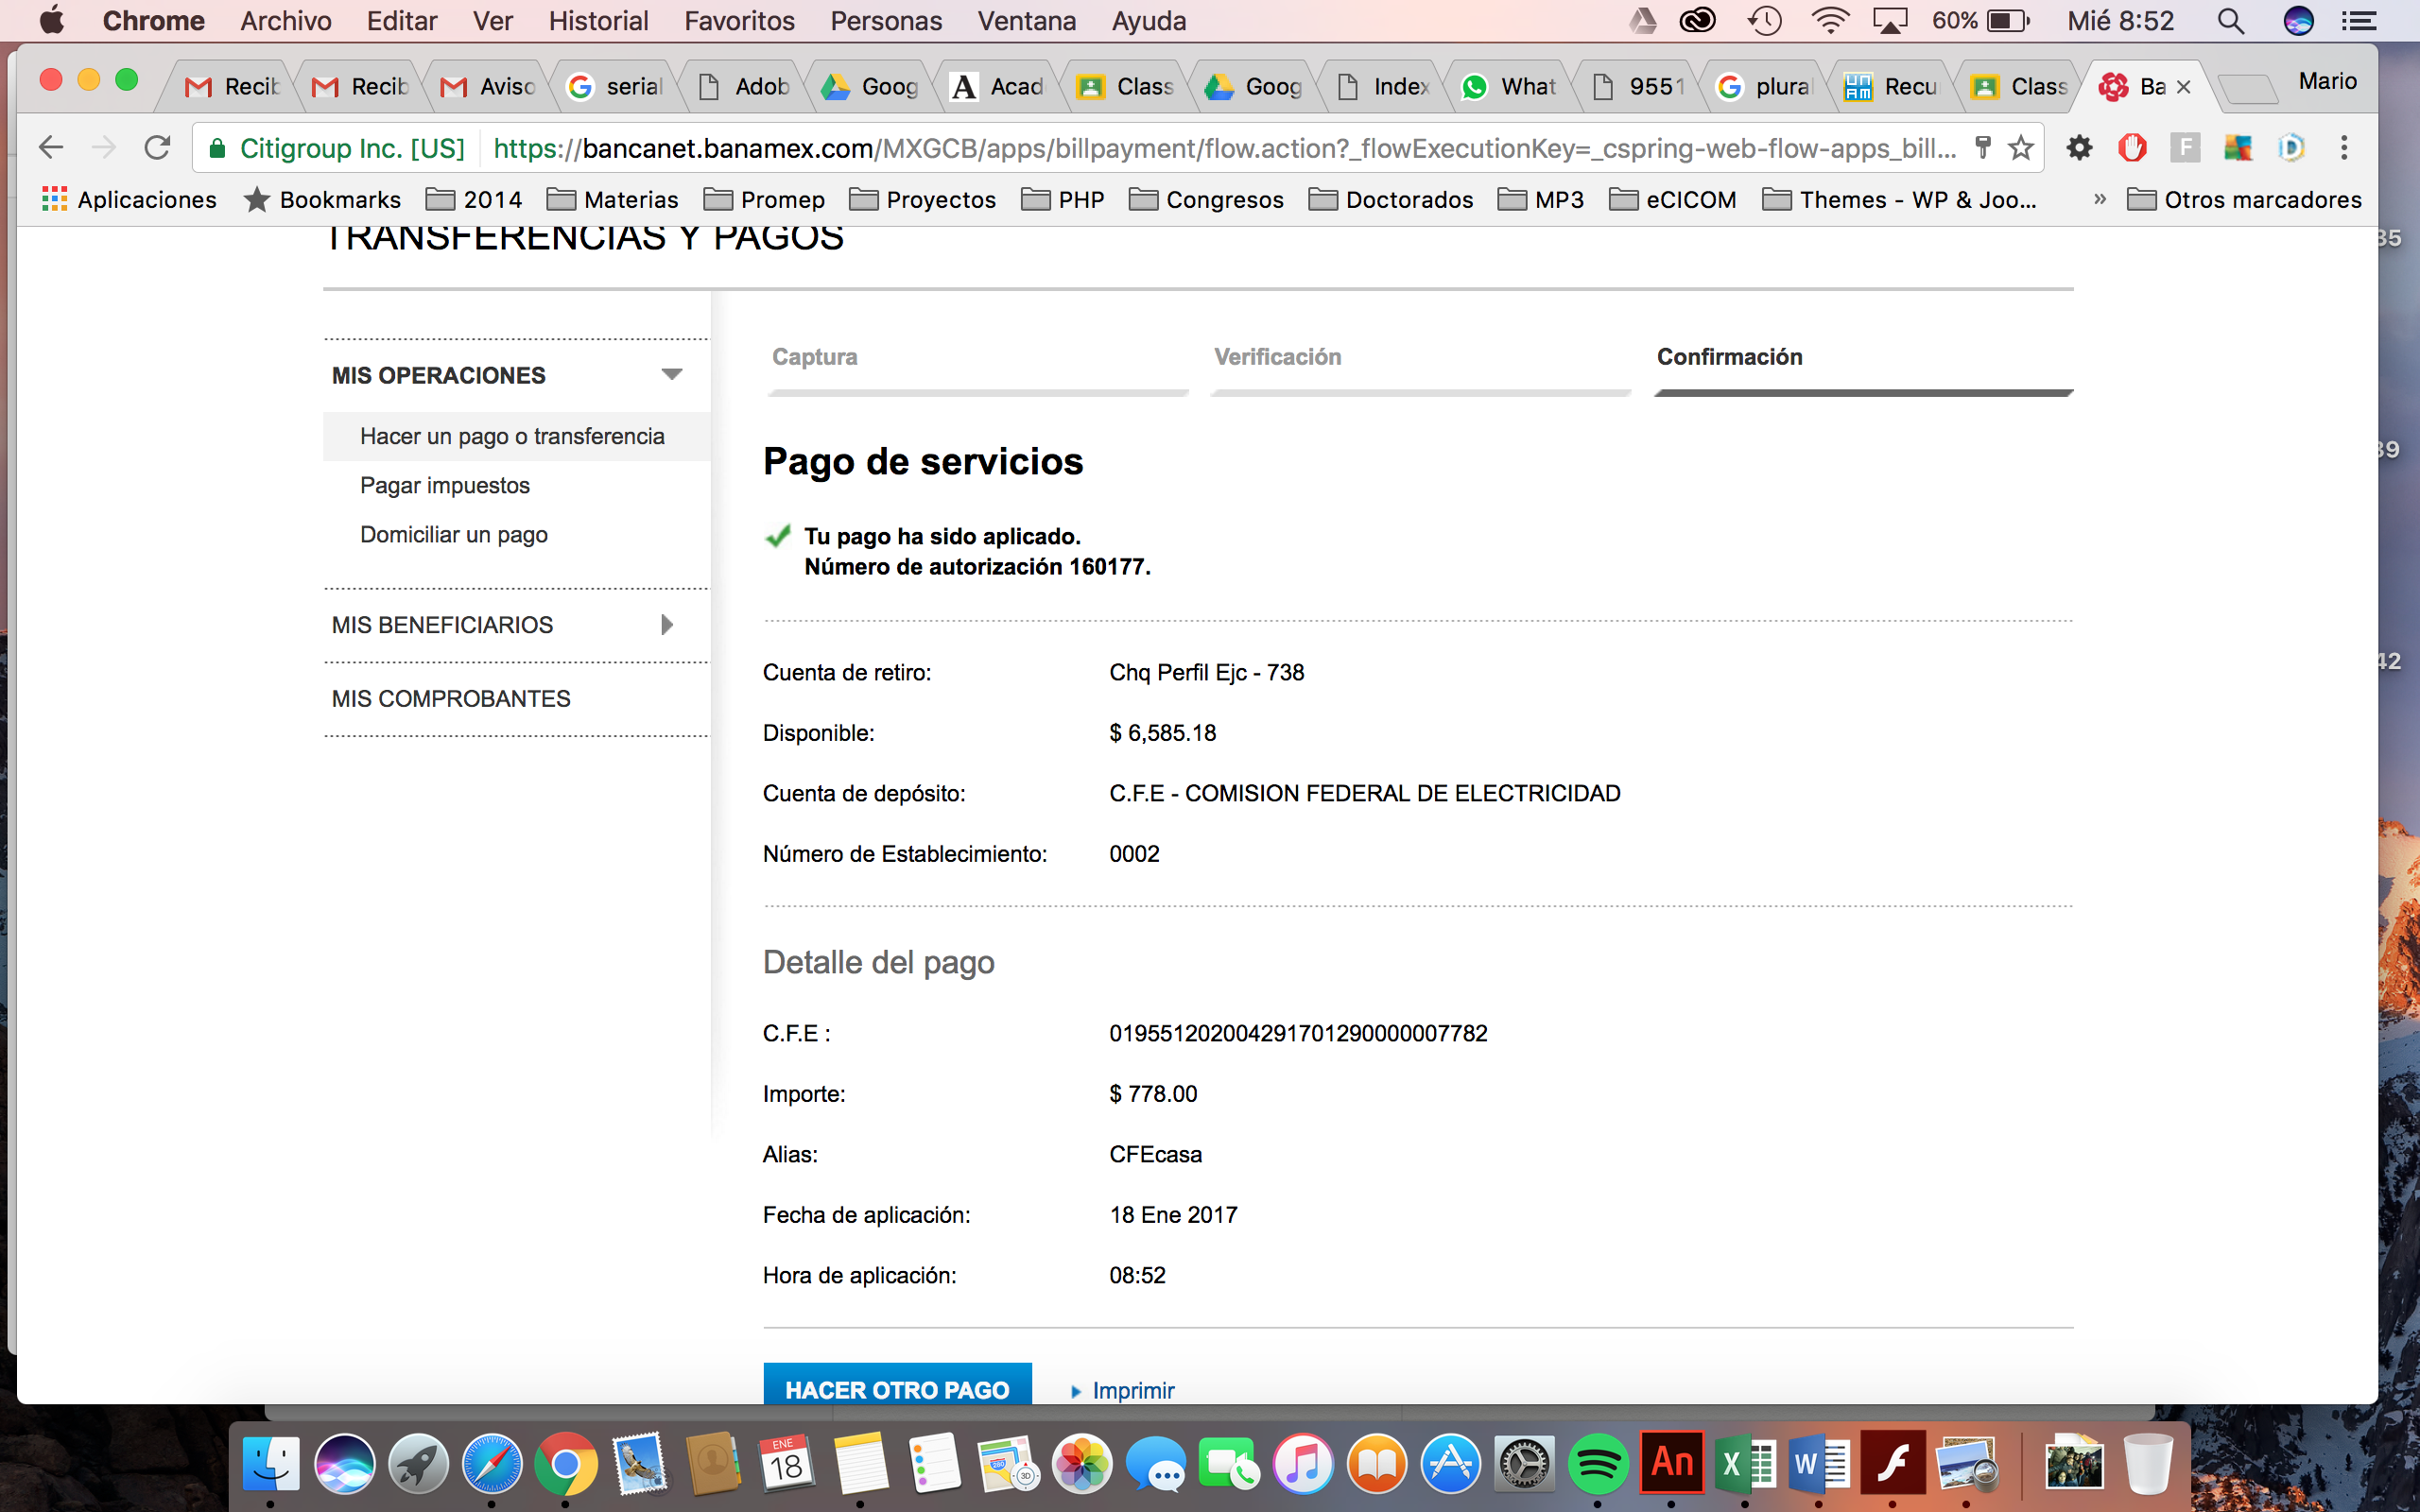 Chrome Archivo Editar Ver Historial Favoritos Personas Ventana Ayuda 60% Mié 8:52
Recib Recib Aviso serial Adob Goog Acad Class Goog Index What 9551 plural Recu Class Ba Mario
Citigroup Inc. [US] https://bancanet.banamex.com/MXGCB/apps/billpayment/flow.action?_flowExecutionKey=_cspring-web-flow-apps_bill...
Aplicaciones Bookmarks 2014 Materias Promep Proyectos PHP Congresos Doctorados MP3 eCICOM Themes - WP & Joo... » Otros marcadores
TRANSFERENCIAS Y PAGOS
MIS OPERACIONES
Hacer un pago o transferencia
Pagar impuestos
Domiciliar un pago
MIS BENEFICIARIOS
MIS COMPROBANTES
Captura Verificación Confirmación
Pago de servicios
Tu pago ha sido aplicado.
Número de autorización 160177.
Cuenta de retiro: Chq Perfil Ejc - 738
Disponible: $ 6,585.18
Cuenta de depósito: C.F.E - COMISION FEDERAL DE ELECTRICIDAD
Número de Establecimiento: 0002
Detalle del pago
C.F.E : 019551202004291701290000007782
Importe: $ 778.00
Alias: CFEcasa
Fecha de aplicación: 18 Ene 2017
Hora de aplicación: 08:52
HACER OTRO PAGO Imprimir
35
39
42
ENE
18
280
3D
An
X
W